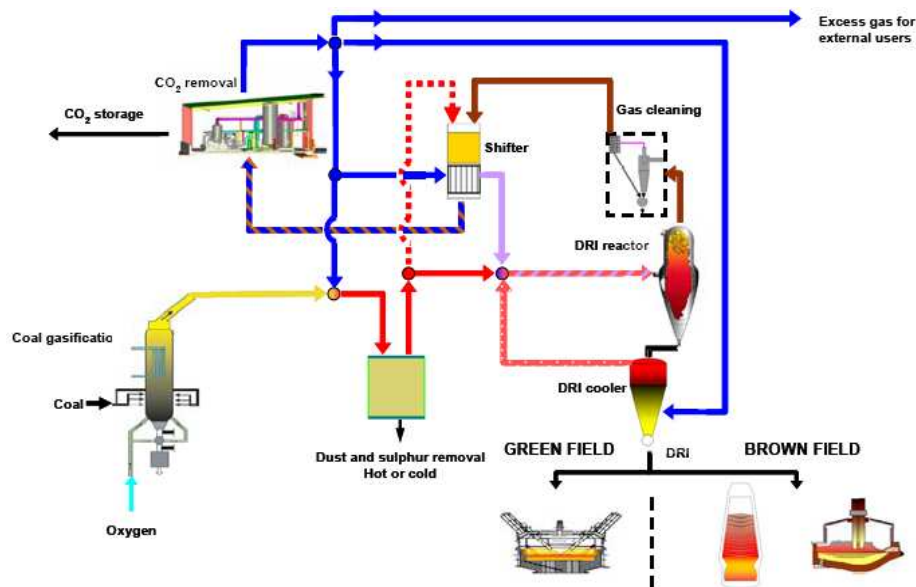 Excess gas for
external users
CO2 removal
CO2 storage
Gas cleaning
Shifter
DRI reactor
Coal gasificatio
DRI cooler
Coal
Dust and sulphur removal
Hot or cold
GREEN FIELD
DRI
BROWN FIELD
Oxygen